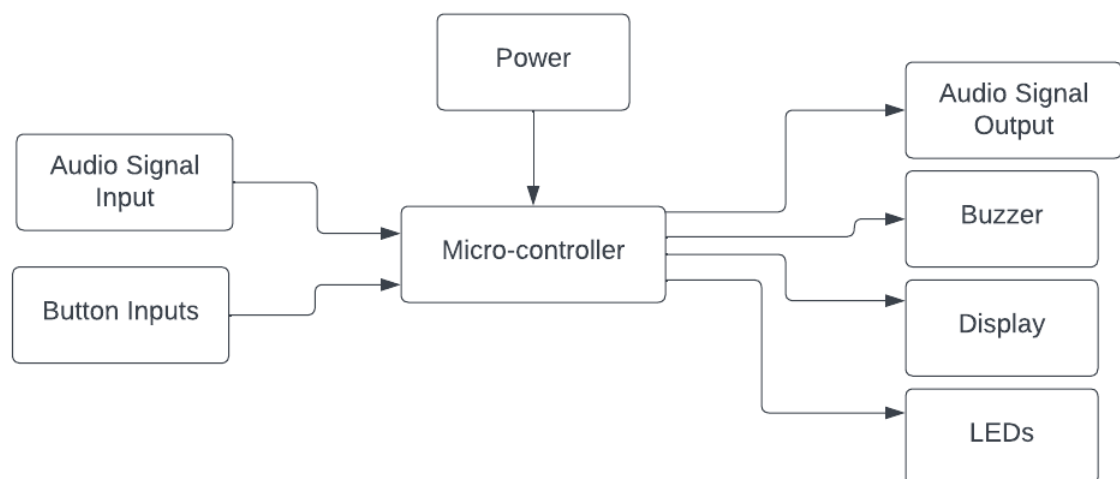 Power
Audio Signal
Input
Button Inputs
Micro-controller
Audio Signal
Output
Buzzer
Display
LEDs